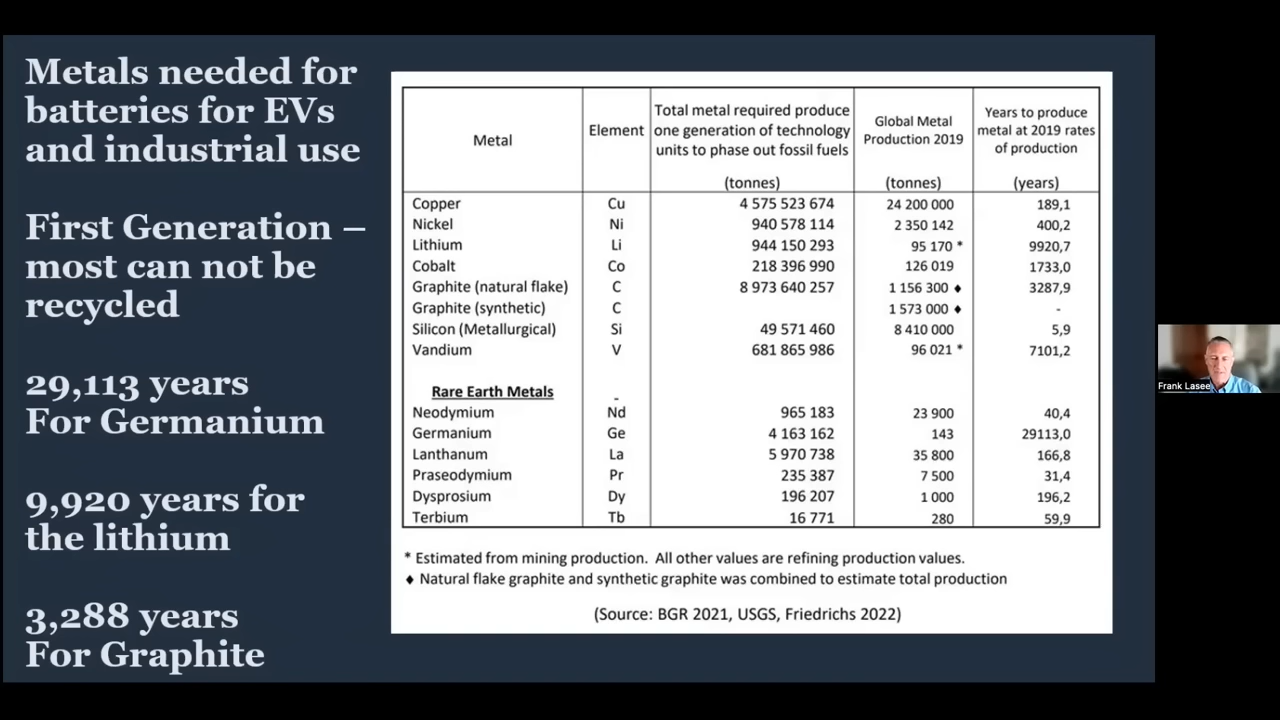 Metals needed for
batteries for EVs
and industrial use
First Generation –
most can not be
recycled
29,113 years
For Germanium
9,920 years for
the lithium
3,288 years
For Graphite
Metal Element Total metal required produce one generation of technology units to phase out fossil fuels (tonnes) Global Metal Production 2019 (tonnes) Years to produce metal at 2019 rates of production (years)
Copper Cu 4 575 523 674 24 200 000 189,1
Nickel Ni 940 578 114 2 350 142 400,2
Lithium Li 944 150 293 95 170 * 9920,7
Cobalt Co 218 396 990 126 019 1733,0
Graphite (natural flake) C 8 973 640 257 1 156 300 ♦ 3287,9
Graphite (synthetic) C 1 573 000 ♦ -
Silicon (Metallurgical) Si 49 571 460 8 410 000 5,9
Vandium V 681 865 986 96 021 * 7101,2
Rare Earth Metals -
Neodymium Nd 965 183 23 900 40,4
Germanium Ge 4 163 162 143 29113,0
Lanthanum La 5 970 738 35 800 166,8
Praseodymium Pr 235 387 7 500 31,4
Dysprosium Dy 196 207 1 000 196,2
Terbium Tb 16 771 280 59,9
* Estimated from mining production. All other values are refining production values.
♦ Natural flake graphite and synthetic graphite was combined to estimate total production
(Source: BGR 2021, USGS, Friedrichs 2022)
Frank Lasee